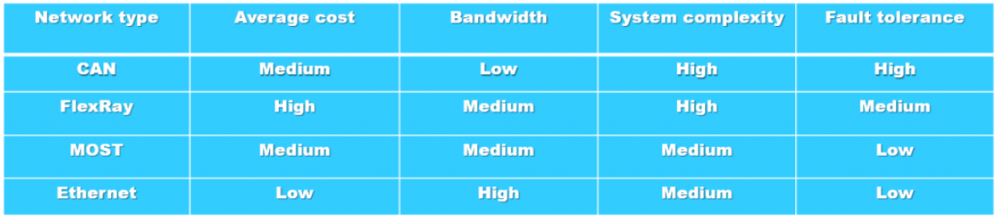 Network type Average cost Bandwidth System complexity Fault tolerance
CAN Medium Low High High
FlexRay High Medium High Medium
MOST Medium Medium Medium Low
Ethernet Low High Medium Low